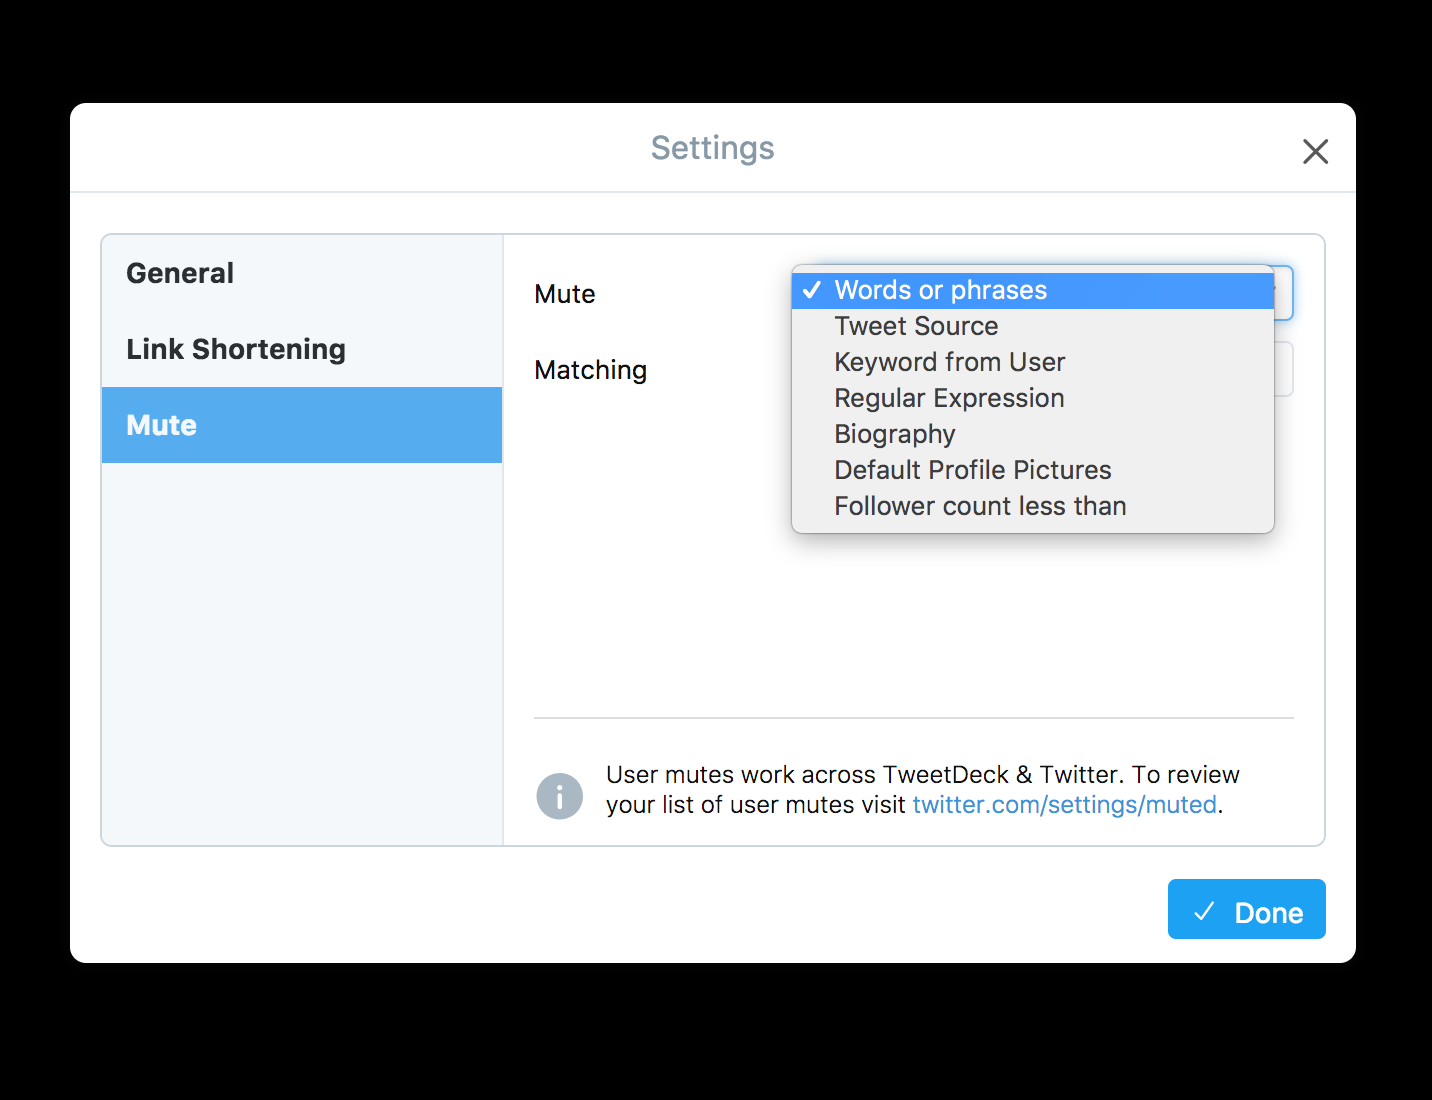 Settings
General
Link Shortening
Mute
Mute
Matching
Words or phrases
Tweet Source
Keyword from User
Regular Expression
Biography
Default Profile Pictures
Follower count less than
User mutes work across TweetDeck & Twitter. To review
your list of user mutes visit twitter.com/settings/muted.
Done